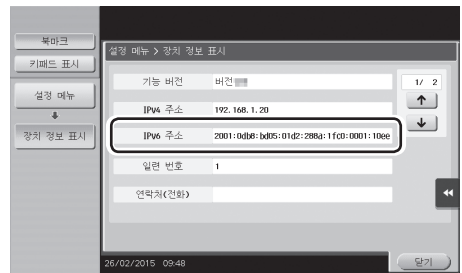 북마크
키패드 표시
설정 메뉴
장치 정보 표시
설정 메뉴 > 장치 정보 표시
기능 버전 버전
1/ 2
IPv4 주소 192.168.1.20
IPv6 주소 2001:0db8:bd05:01d2:288a:1fc0:0001:10ee
일련 번호 1
연락처(전화)
26/02/2015 09:48
닫기